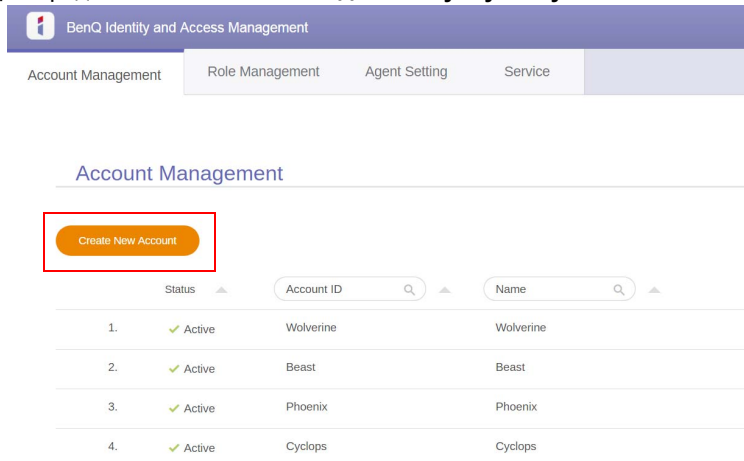 BenQ Identity and Access Management
Account Management Role Management Agent Setting Service
Account Management
Create New Account
Status Account ID Name
1. Active Wolverine Wolverine
2. Active Beast Beast
3. Active Phoenix Phoenix
4. Active Cyclops Cyclops